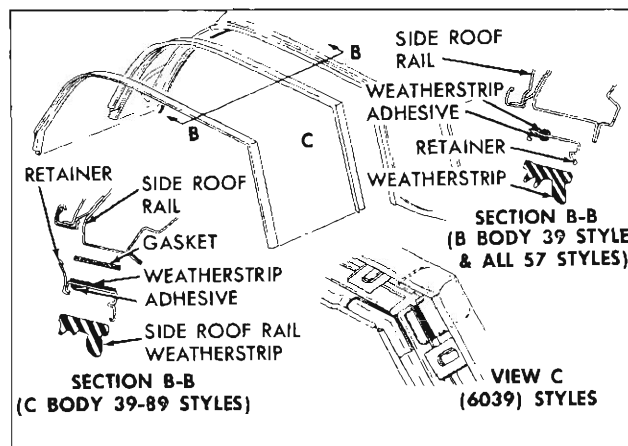 B
B
C
SIDE ROOF
RAIL
WEATHERSTRIP
ADHESIVE
RETAINER
WEATHERSTRIP
SECTION B-B
(B BODY 39 STYLE
& ALL 57 STYLES)
RETAINER
SIDE ROOF
RAIL
GASKET
WEATHERSTRIP
ADHESIVE
SIDE ROOF RAIL
WEATHERSTRIP
SECTION B-B
(C BODY 39-89 STYLES)
VIEW C
(6039) STYLES